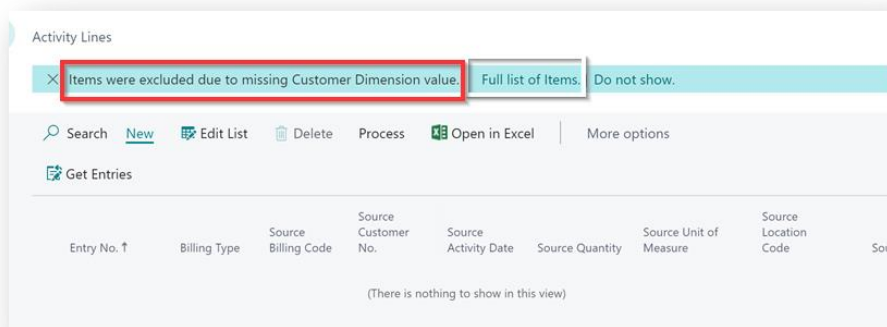 Activity Lines
Items were excluded due to missing Customer Dimension value. Full list of Items. Do not show.
Search New Edit List Delete Process Open in Excel More options
Get Entries
Entry No. ↑ Billing Type Source Billing Code Source Customer No. Source Activity Date Source Quantity Source Unit of Measure Source Location Code
(There is nothing to show in this view)